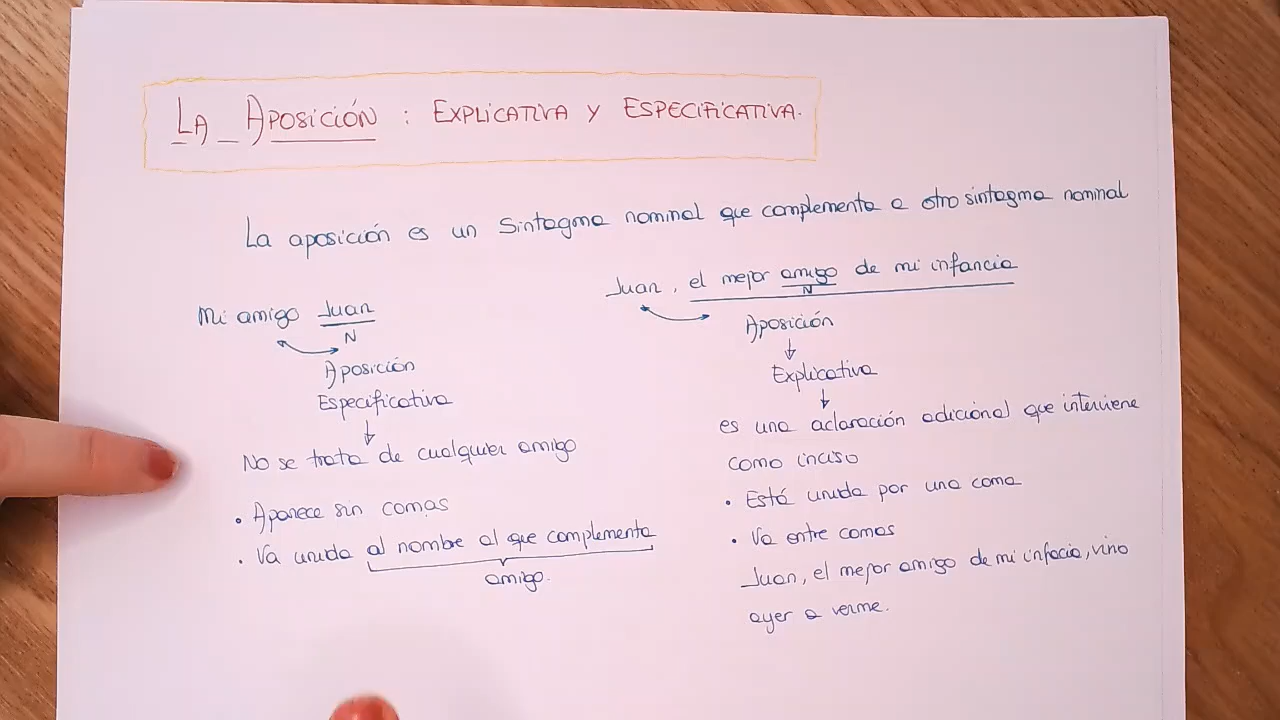 LA APOSICIÓN : EXPLICATIVA Y ESPECIFICATIVA.
La aposición es un sintagma nominal que complementa a otro sintagma nominal
Mi amigo Juan
N
Aposición
Especificativa
No se trata de cualquier amigo
• Aparece sin comas
• Va unida al nombre al que complementa
amigo.
Juan, el mejor amigo de mi infancia
N
Aposición
Explicativa
es una aclaración adicional que interviene
como inciso
• Está unida por una coma
• Va entre comas
Juan, el mejor amigo de mi infacia, vino
ayer a verme.